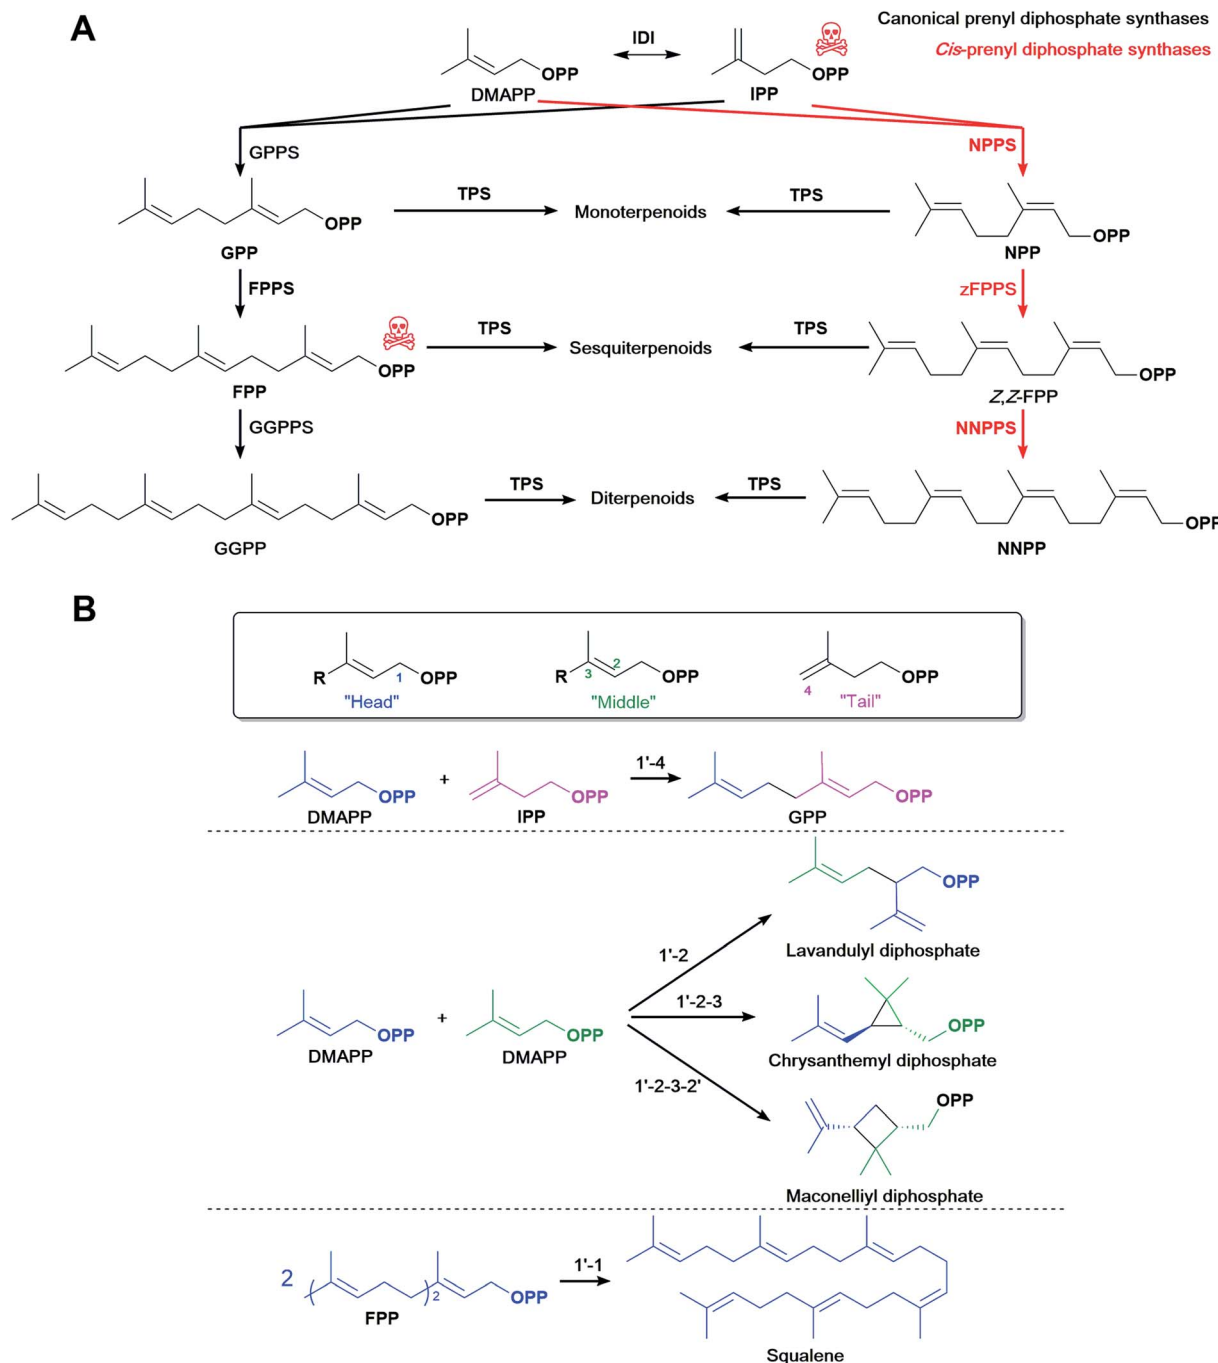 A
Canonical prenyl diphosphate synthases
Cis-prenyl diphosphate synthases
IDI
OPP
OPP
DMAPP
IPP
GPPS
NPPS
OPP
TPS
Monoterpenoids
TPS
OPP
GPP
NPP
FPPS
zFPPS
OPP
TPS
Sesquiterpenoids
TPS
OPP
FPP
Z,Z-FPP
GGPPS
NNPPS
OPP
TPS
Diterpenoids
TPS
OPP
GGPP
NNPP
B
R
1
OPP
"Head"
R
3
2
OPP
"Middle"
4
OPP
"Tail"
OPP
DMAPP
+
OPP
IPP
1'-4
OPP
GPP
OPP
Lavandulyl diphosphate
1'-2
OPP
DMAPP
+
OPP
DMAPP
1'-2-3
OPP
Chrysanthemyl diphosphate
1'-2-3-2'
OPP
Maconelliyl diphosphate
2
( ) 2
OPP
FPP
1'-1
Squalene